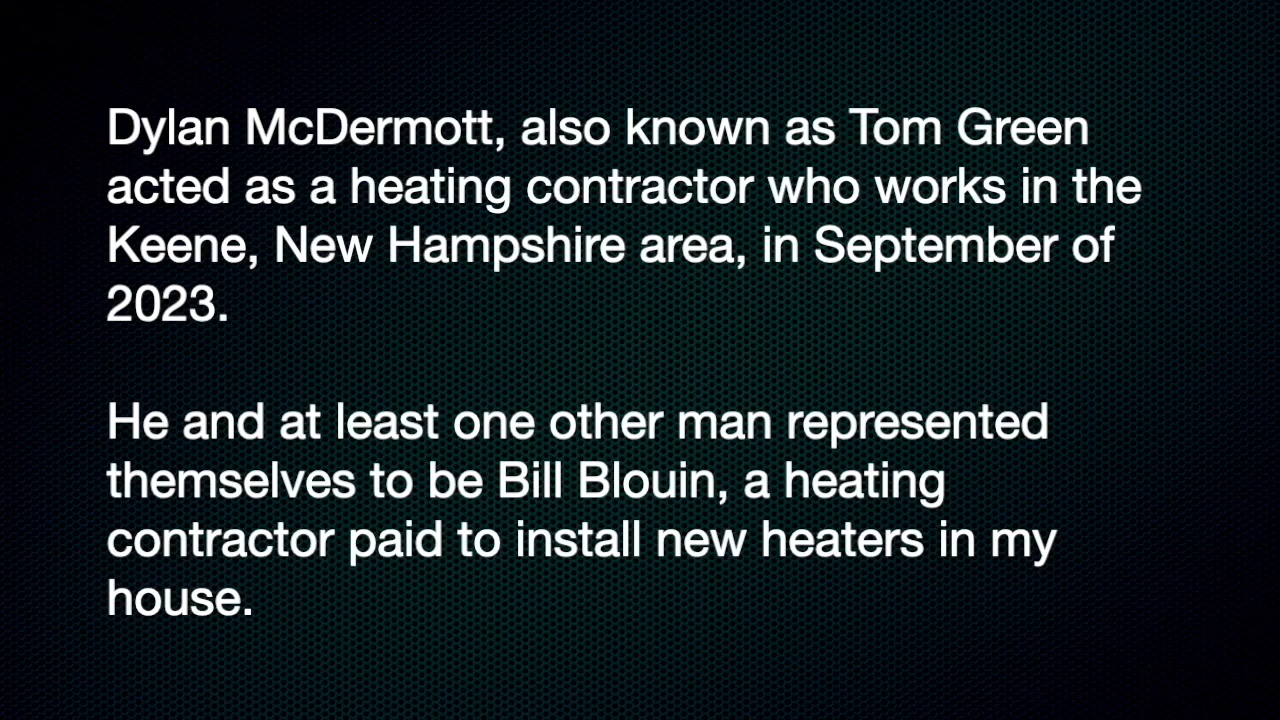 Dylan McDermott, also known as Tom Green
acted as a heating contractor who works in the
Keene, New Hampshire area, in September of
2023.
He and at least one other man represented
themselves to be Bill Blouin, a heating
contractor paid to install new heaters in my
house.